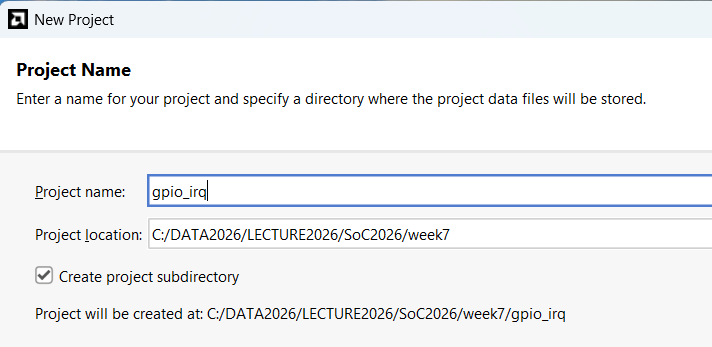 New Project
Project Name
Enter a name for your project and specify a directory where the project data files will be stored.
Project name: gpio_irq
Project location: C:/DATA2026/LECTURE2026/SoC2026/week7
Create project subdirectory
Project will be created at: C:/DATA2026/LECTURE2026/SoC2026/week7/gpio_irq